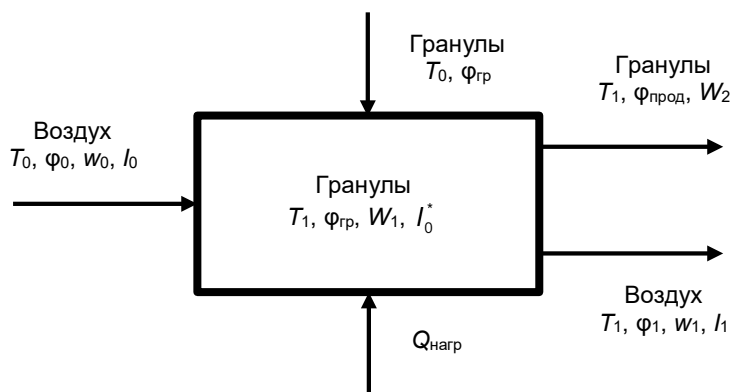 Гранулы
T₀, φгр
Гранулы
T₁, φпрод, W₂
Воздух
T₀, φ₀, w₀, I₀
Гранулы
T₁, φгр, W₁, I₀*
Воздух
T₁, φ₁, w₁, I₁
Qнагр